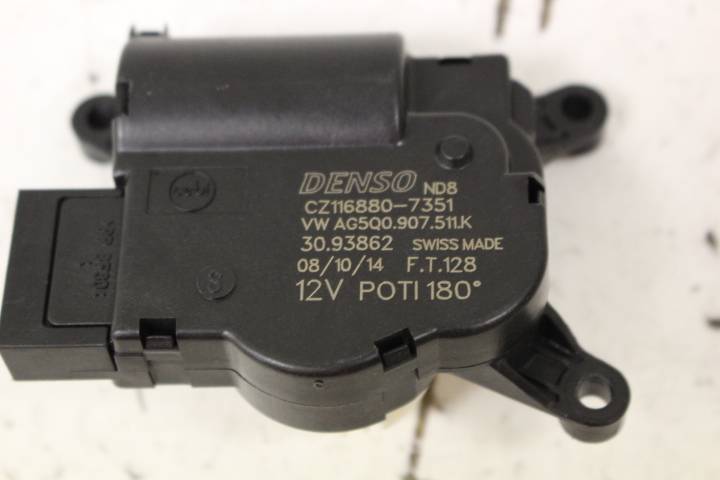 DENSO ND8
CZ116880-7351
VW AG5Q0.907.511.K
30.93862 SWISS MADE
08/10/14 F.T.128
12V POTI 180°